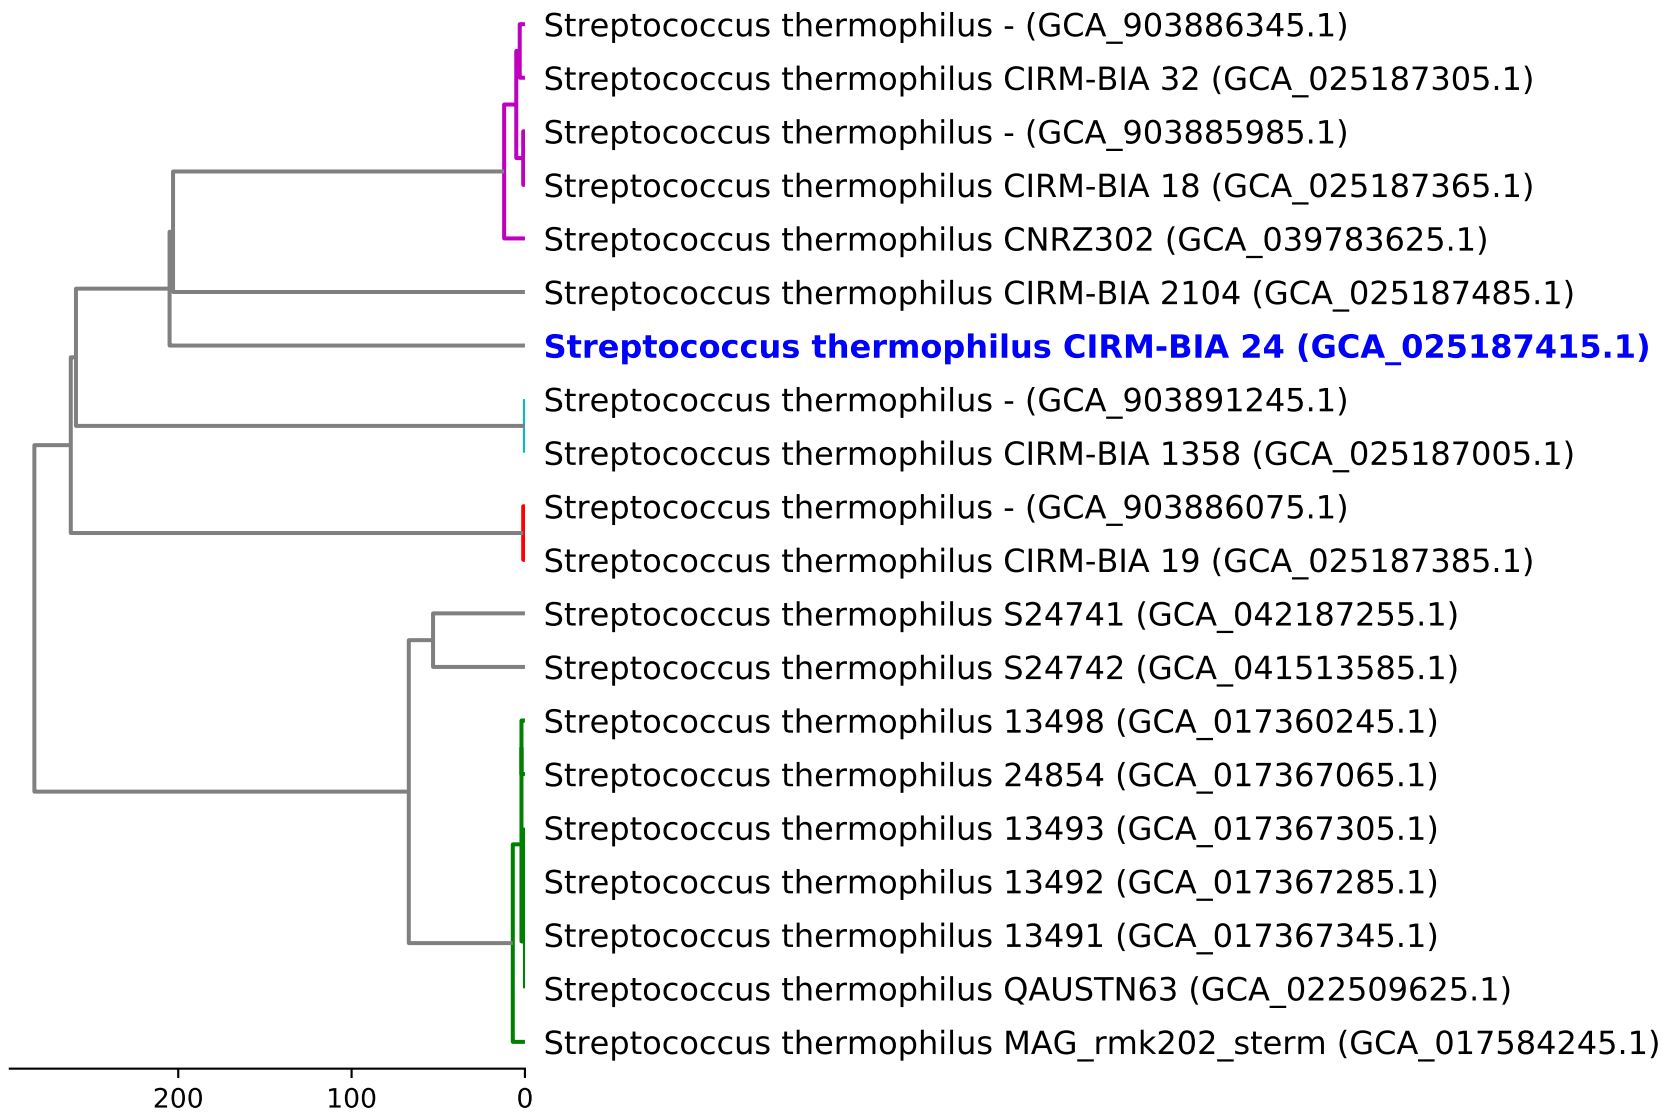 Streptococcus thermophilus - (GCA_903886345.1)
Streptococcus thermophilus CIRM-BIA 32 (GCA_025187305.1)
Streptococcus thermophilus - (GCA_903885985.1)
Streptococcus thermophilus CIRM-BIA 18 (GCA_025187365.1)
Streptococcus thermophilus CNRZ302 (GCA_039783625.1)
Streptococcus thermophilus CIRM-BIA 2104 (GCA_025187485.1)
Streptococcus thermophilus CIRM-BIA 24 (GCA_025187415.1)
Streptococcus thermophilus - (GCA_903891245.1)
Streptococcus thermophilus CIRM-BIA 1358 (GCA_025187005.1)
Streptococcus thermophilus - (GCA_903886075.1)
Streptococcus thermophilus CIRM-BIA 19 (GCA_025187385.1)
Streptococcus thermophilus S24741 (GCA_042187255.1)
Streptococcus thermophilus S24742 (GCA_041513585.1)
Streptococcus thermophilus 13498 (GCA_017360245.1)
Streptococcus thermophilus 24854 (GCA_017367065.1)
Streptococcus thermophilus 13493 (GCA_017367305.1)
Streptococcus thermophilus 13492 (GCA_017367285.1)
Streptococcus thermophilus 13491 (GCA_017367345.1)
Streptococcus thermophilus QAUSTN63 (GCA_022509625.1)
Streptococcus thermophilus MAG_rmk202_sterm (GCA_017584245.1)
200 100 0